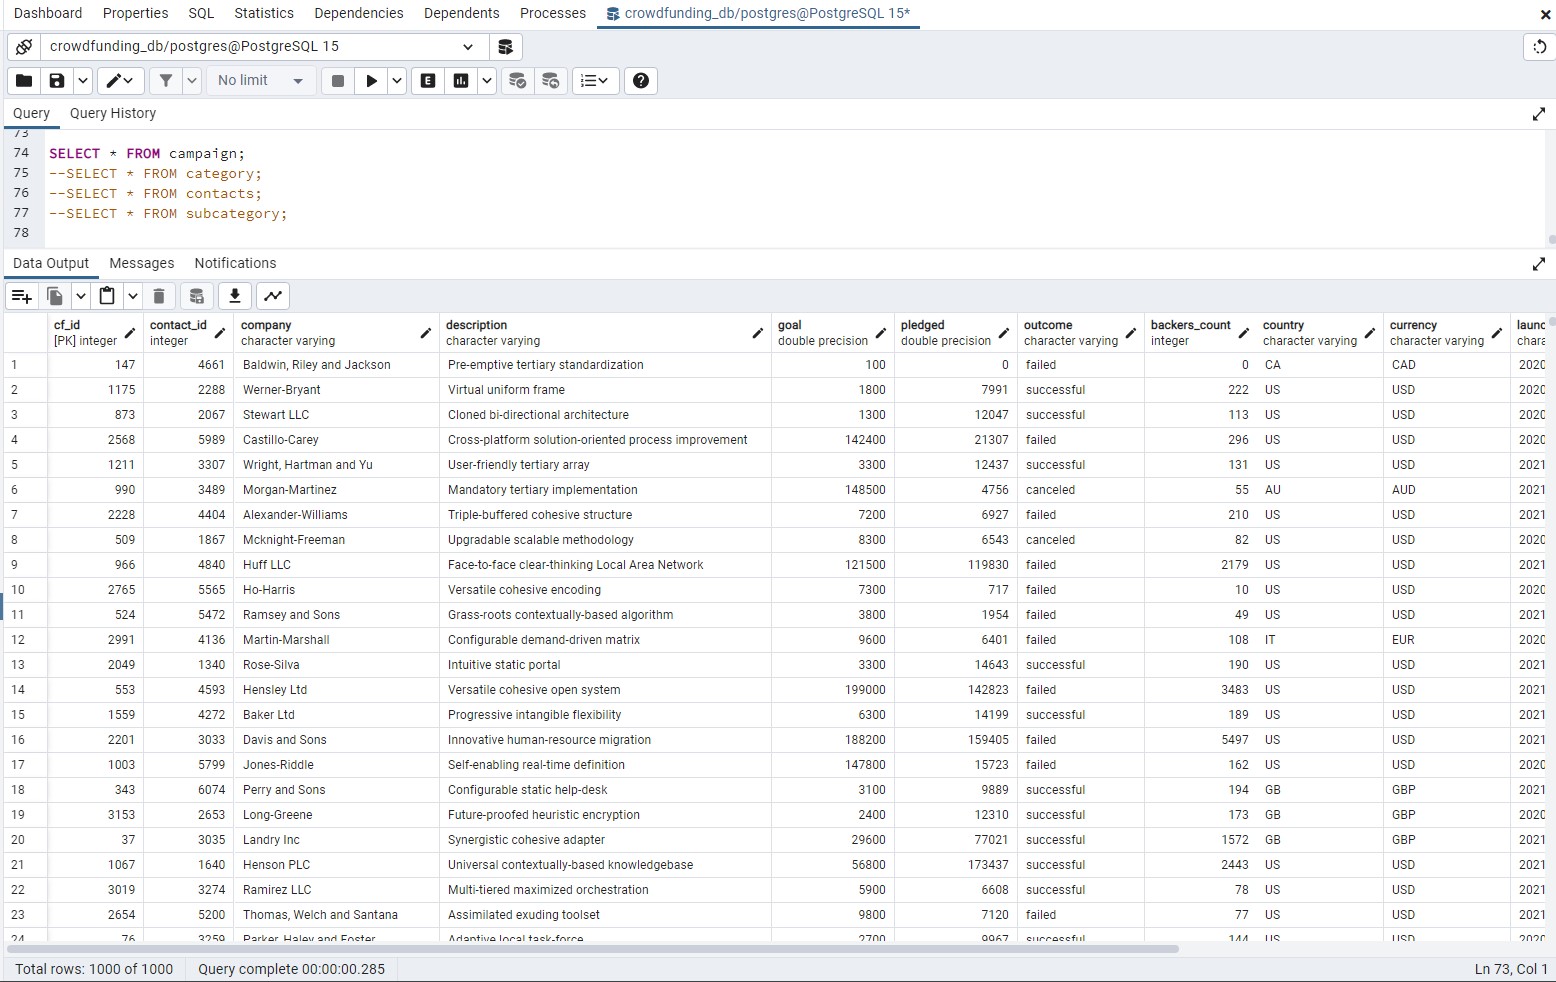 Dashboard Properties SQL Statistics Dependencies Dependents Processes crowdfunding_db/postgres@PostgreSQL 15*
crowdfunding_db/postgres@PostgreSQL 15
No limit
Query Query History
73
74 SELECT * FROM campaign;
75 --SELECT * FROM category;
76 --SELECT * FROM contacts;
77 --SELECT * FROM subcategory;
78
Data Output Messages Notifications
cf_id contact_id company description goal pledged outcome backers_count country currency launc
[PK] integer integer character varying character varying double precision double precision character varying integer character varying character varying chara
1 147 4661 Baldwin, Riley and Jackson Pre-emptive tertiary standardization 100 0 failed 0 CA CAD 2020
2 1175 2288 Werner-Bryant Virtual uniform frame 1800 7991 successful 222 US USD 2020
3 873 2067 Stewart LLC Cloned bi-directional architecture 1300 12047 successful 113 US USD 2020
4 2568 5989 Castillo-Carey Cross-platform solution-oriented process improvement 142400 21307 failed 296 US USD 2020
5 1211 3307 Wright, Hartman and Yu User-friendly tertiary array 3300 12437 successful 131 US USD 2021
6 990 3489 Morgan-Martinez Mandatory tertiary implementation 148500 4756 canceled 55 AU AUD 2021
7 2228 4404 Alexander-Williams Triple-buffered cohesive structure 7200 6927 failed 210 US USD 2021
8 509 1867 Mcknight-Freeman Upgradable scalable methodology 8300 6543 canceled 82 US USD 2020
9 966 4840 Huff LLC Face-to-face clear-thinking Local Area Network 121500 119830 failed 2179 US USD 2021
10 2765 5565 Ho-Harris Versatile cohesive encoding 7300 717 failed 10 US USD 2020
11 524 5472 Ramsey and Sons Grass-roots contextually-based algorithm 3800 1954 failed 49 US USD 2021
12 2991 4136 Martin-Marshall Configurable demand-driven matrix 9600 6401 failed 108 IT EUR 2020
13 2049 1340 Rose-Silva Intuitive static portal 3300 14643 successful 190 US USD 2021
14 553 4593 Hensley Ltd Versatile cohesive open system 199000 142823 failed 3483 US USD 2021
15 1559 4272 Baker Ltd Progressive intangible flexibility 6300 14199 successful 189 US USD 2021
16 2201 3033 Davis and Sons Innovative human-resource migration 188200 159405 failed 5497 US USD 2021
17 1003 5799 Jones-Riddle Self-enabling real-time definition 147800 15723 failed 162 US USD 2021
18 343 6074 Perry and Sons Configurable static help-desk 3100 9889 successful 194 GB GBP 2021
19 3153 2653 Long-Greene Future-proofed heuristic encryption 2400 12310 successful 173 GB GBP 2020
20 37 3035 Landry Inc Synergistic cohesive adapter 29600 77021 successful 1572 GB GBP 2021
21 1067 1640 Henson PLC Universal contextually-based knowledgebase 56800 173437 successful 2443 US USD 2021
22 3019 3274 Ramirez LLC Multi-tiered maximized orchestration 5900 6608 successful 78 US USD 2021
23 2654 5200 Thomas, Welch and Santana Assimilated exuding toolset 9800 7120 failed 77 US USD 2021
24 76 3259 Parker, Haley and Foster Adaptive local task-force 2700 9967 successful 144 US USD 2020
Total rows: 1000 of 1000 Query complete 00:00:00.285 Ln 73, Col 1